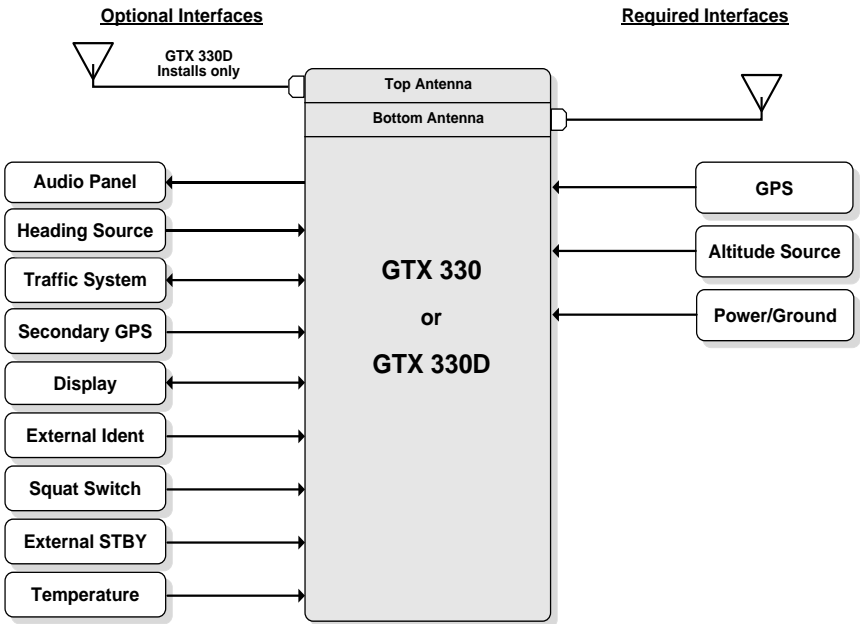 Optional Interfaces
Required Interfaces
GTX 330D
Installs only
Top Antenna
Bottom Antenna
Audio Panel
Heading Source
Traffic System
Secondary GPS
Display
External Ident
Squat Switch
External STBY
Temperature
GTX 330
or
GTX 330D
GPS
Altitude Source
Power/Ground